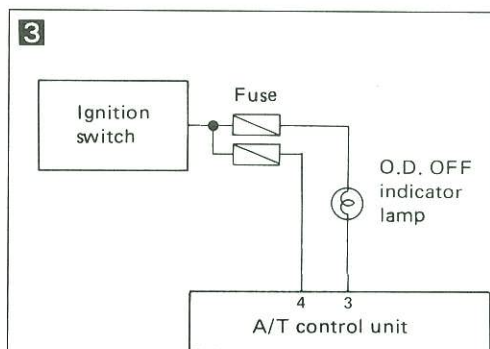 3
Fuse
Ignition
switch
O.D. OFF
indicator
lamp
4 3
A/T control unit